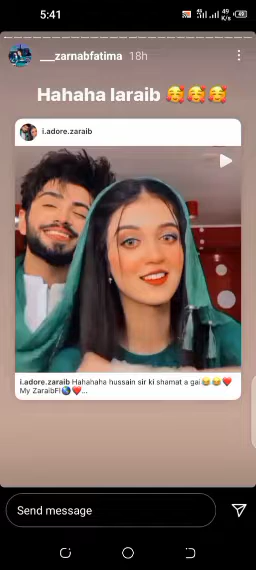 5:41
___zarnabfatima 18h
Hahaha laraib 🥰🥰🥰
i.adore.zaraib
i.adore.zaraib Hahahaha hussain sir ki shamat a gai😂😂❤️
My ZaraibFi🌎❤️...
Send message